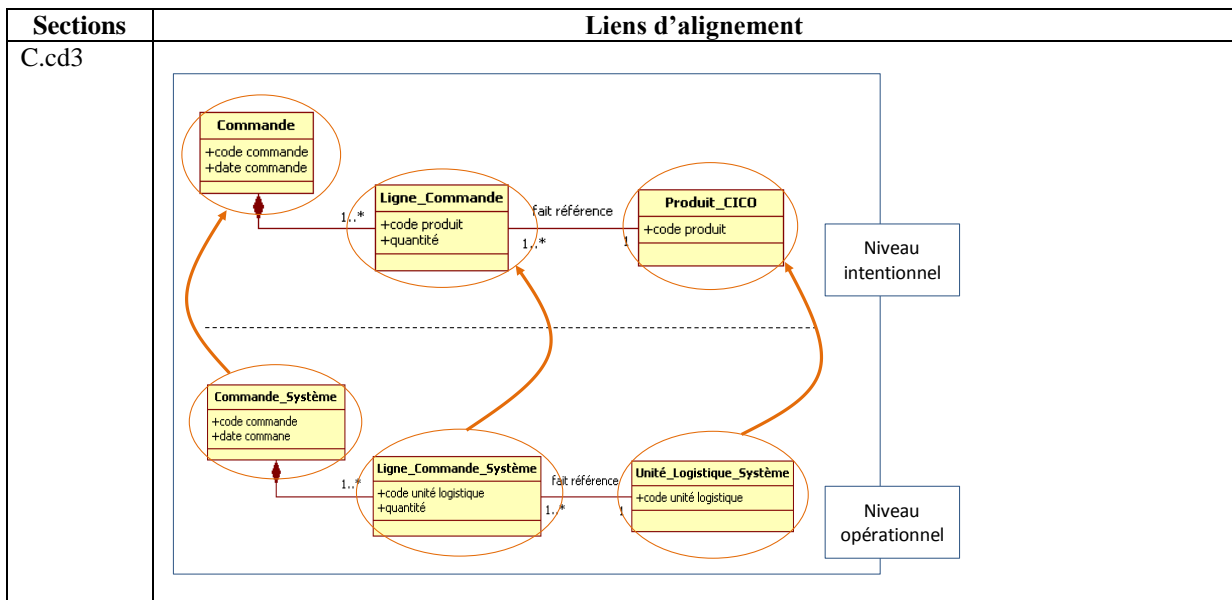 Sections
Liens d'alignement
C.cd3
Commande
+code commande
+date commande
1..*
Ligne_Commande
+code produit
+quantité
fait référence
1..*
1
Produit_CICO
+code produit
Niveau
intentionnel
Commande_Système
+code commande
+date commane
1..*
Ligne_Commande_Système
+code unité logistique
+quantité
fait référence
1..*
1
Unité_Logistique_Système
+code unité logistique
Niveau
opérationnel